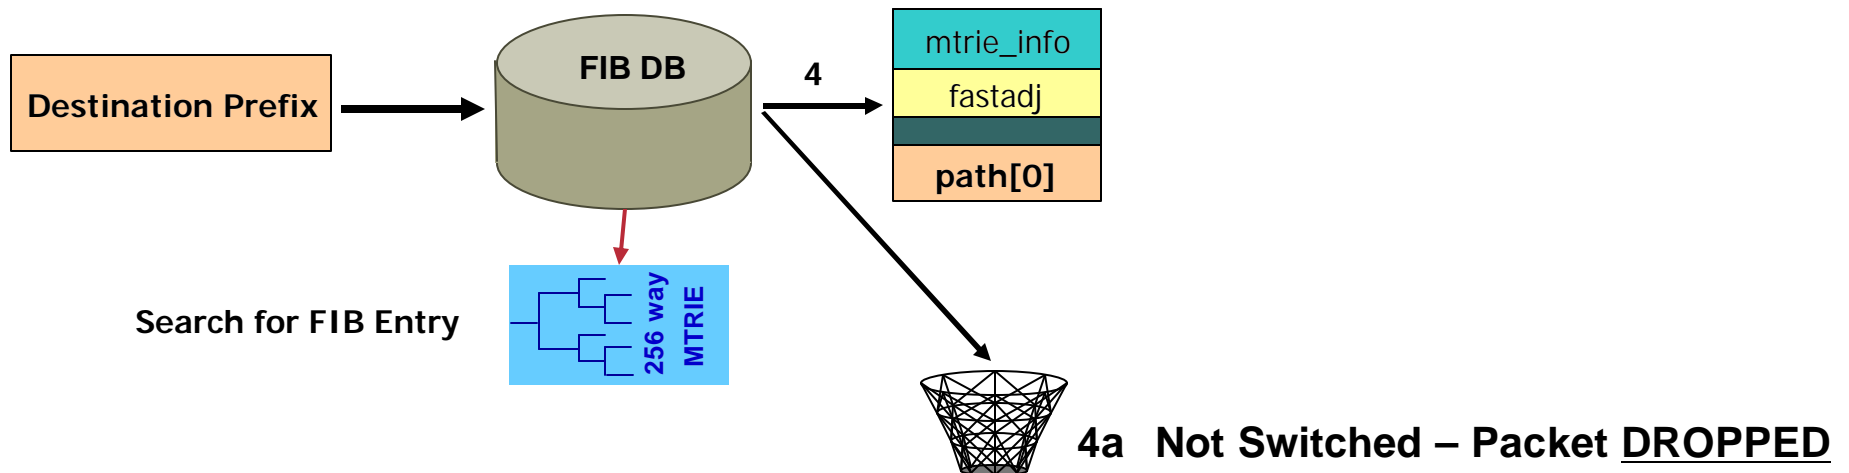 Destination Prefix
FIB DB
4
mtrie_info
fastadj
path[0]
Search for FIB Entry
256 way
MTRIE
4a Not Switched – Packet DROPPED